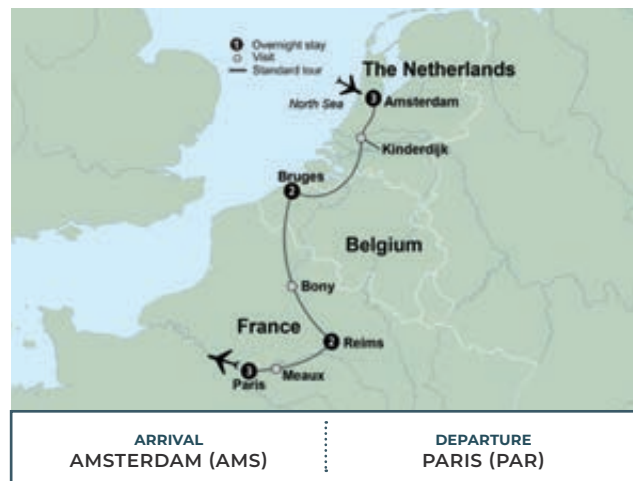 1 Overnight stay
Visit
Standard tour
The Netherlands
North Sea
3 Amsterdam
Kinderdijk
Bruges
2
Belgium
Bony
France
2 Reims
3
Paris
Meaux
ARRIVAL
AMSTERDAM (AMS)
DEPARTURE
PARIS (PAR)